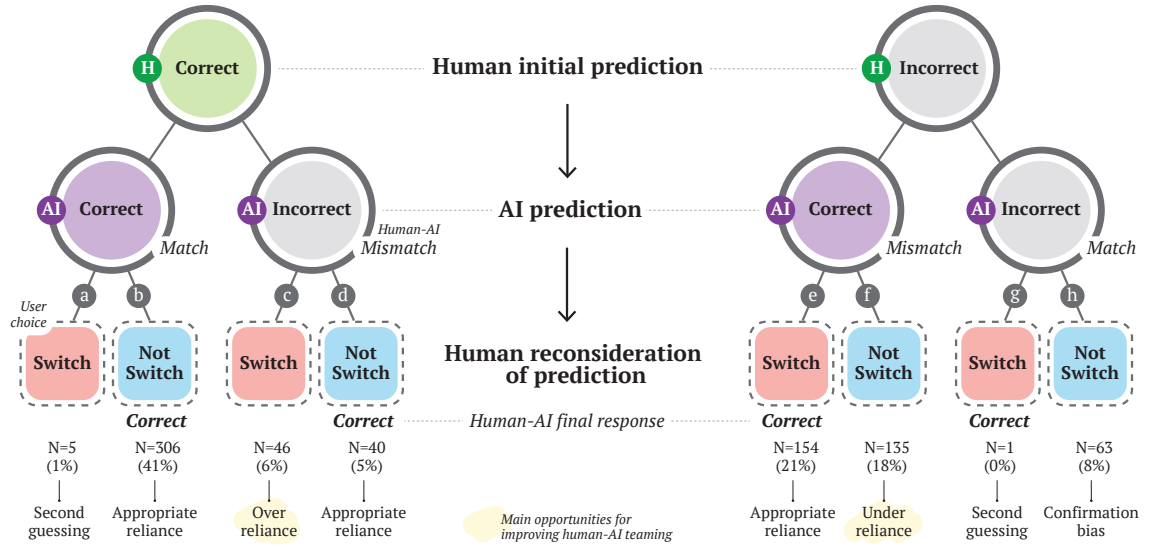 H
Correct
Human initial prediction
H
Incorrect
AI
Correct
Match
AI
Incorrect
Human-AI
Mismatch
AI prediction
AI
Correct
Mismatch
AI
Incorrect
Match
a
b
c
d
e
f
g
h
User
choice
Switch
Not
Switch
Switch
Not
Switch
Human reconsideration
of prediction
Switch
Not
Switch
Switch
Not
Switch
Correct
Correct
Human-AI final response
Correct
Correct
N=5
(1%)
N=306
(41%)
N=46
(6%)
N=40
(5%)
N=154
(21%)
N=135
(18%)
N=1
(0%)
N=63
(8%)
Second
guessing
Appropriate
reliance
Over
reliance
Appropriate
reliance
Main opportunities for
improving human-AI teaming
Appropriate
reliance
Under
reliance
Second
guessing
Confirmation
bias